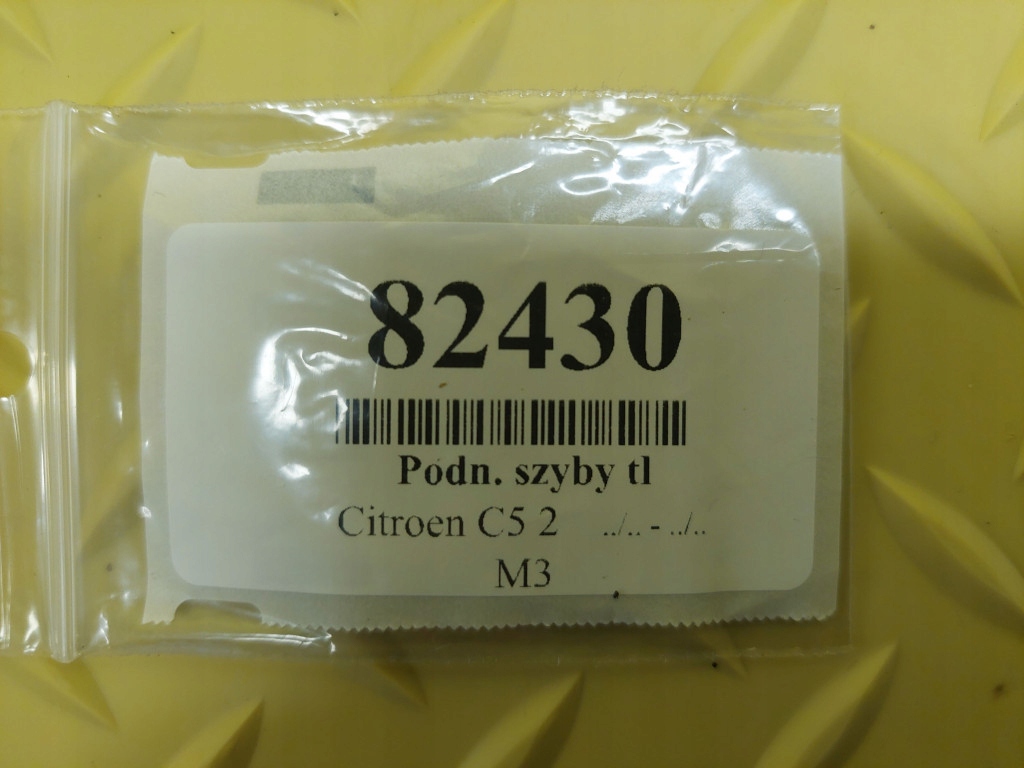 82430
Podn. szyby tl
Citroen C5 2 ../.. - ../..
M3